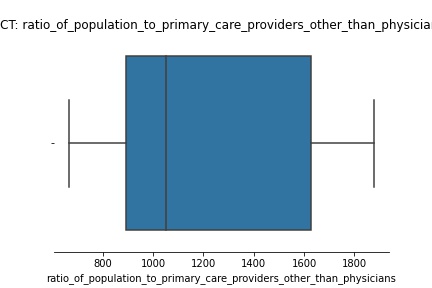 CT: ratio_of_population_to_primary_care_providers_other_than_physician
-
800 1000 1200 1400 1600 1800
ratio_of_population_to_primary_care_providers_other_than_physicians